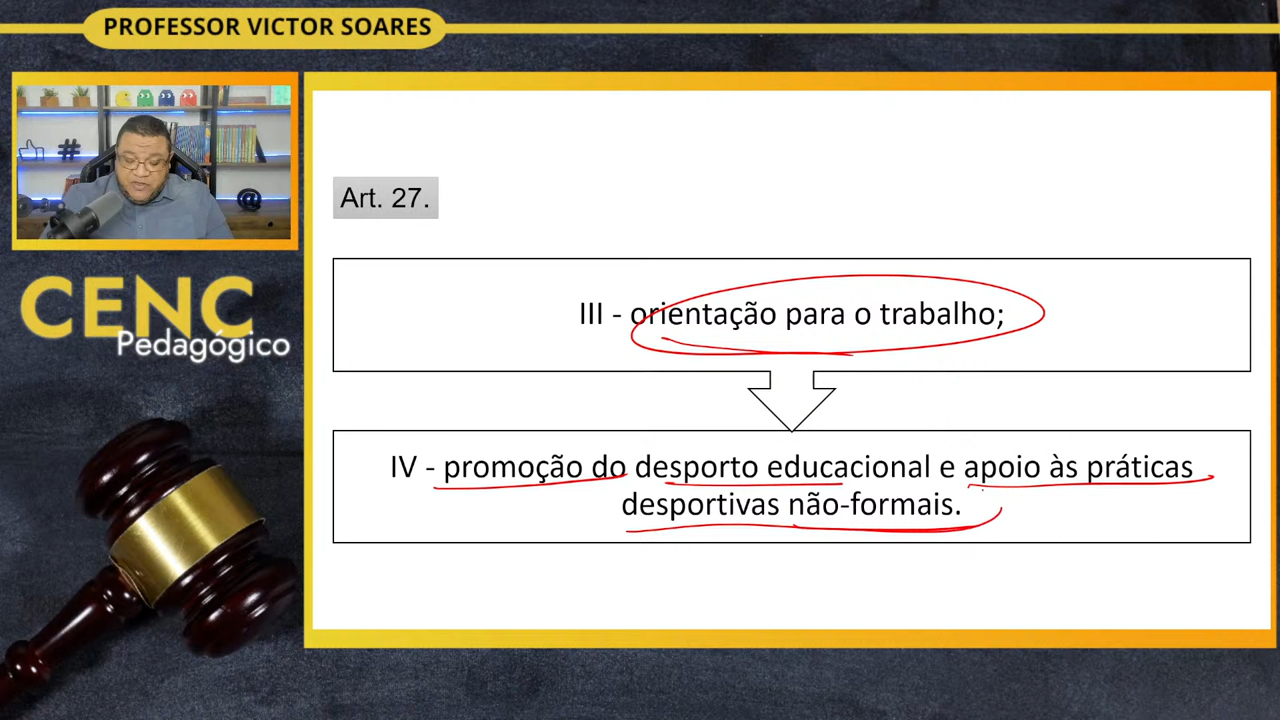 PROFESSOR VICTOR SOARES
#
@
CENC
Pedagógico
Art. 27.
III - orientação para o trabalho;
IV - promoção do desporto educacional e apoio às práticas
desportivas não-formais.